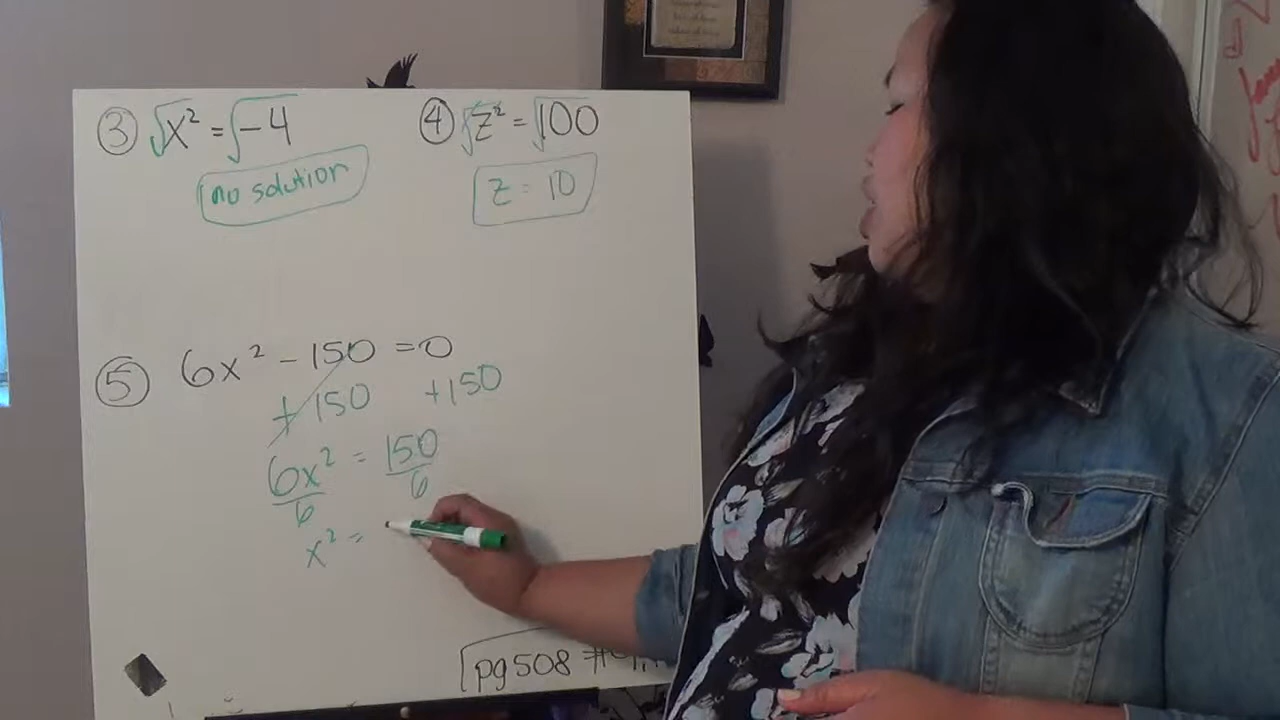 ③ √x² = √-4
no solution
④ √z² = √100
z = 10
⑤ 6x² - 150 = 0
+ 150 +150
6x² = 150
6 6
x² =
pg 508